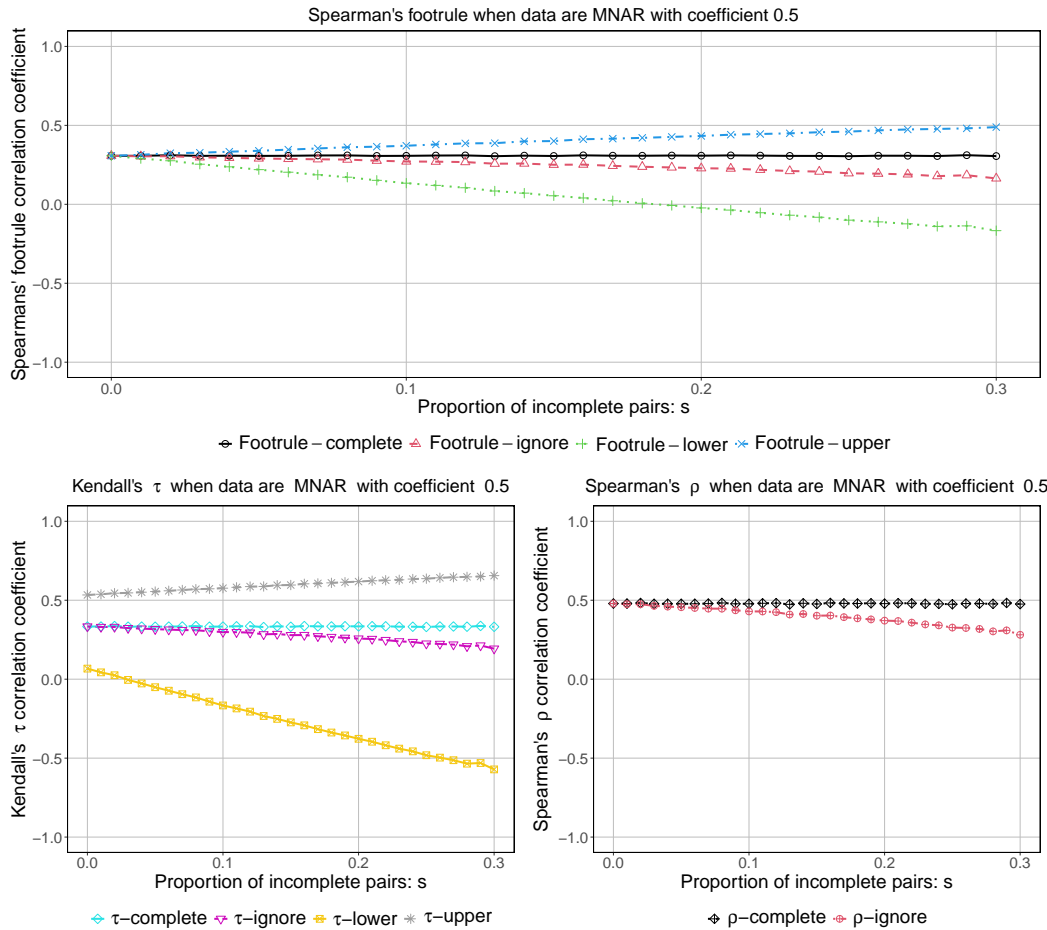 Spearman's footrule when data are MNAR with coefficient 0.5
Spearmans' footrule correlation coefficient
1.0
0.5
0.0
−0.5
−1.0
0.0 0.1 0.2 0.3
Proportion of incomplete pairs: s
Footrule−complete Footrule−ignore Footrule−lower Footrule−upper
Kendall's τ when data are MNAR with coefficient 0.5
Kendall's τ correlation coefficient
1.0
0.5
0.0
−0.5
−1.0
0.0 0.1 0.2 0.3
Proportion of incomplete pairs: s
τ−complete τ−ignore τ−lower τ−upper
Spearman's ρ when data are MNAR with coefficient 0.5
Spearman's ρ correlation coefficient
1.0
0.5
0.0
−0.5
−1.0
0.0 0.1 0.2 0.3
Proportion of incomplete pairs: s
ρ−complete ρ−ignore